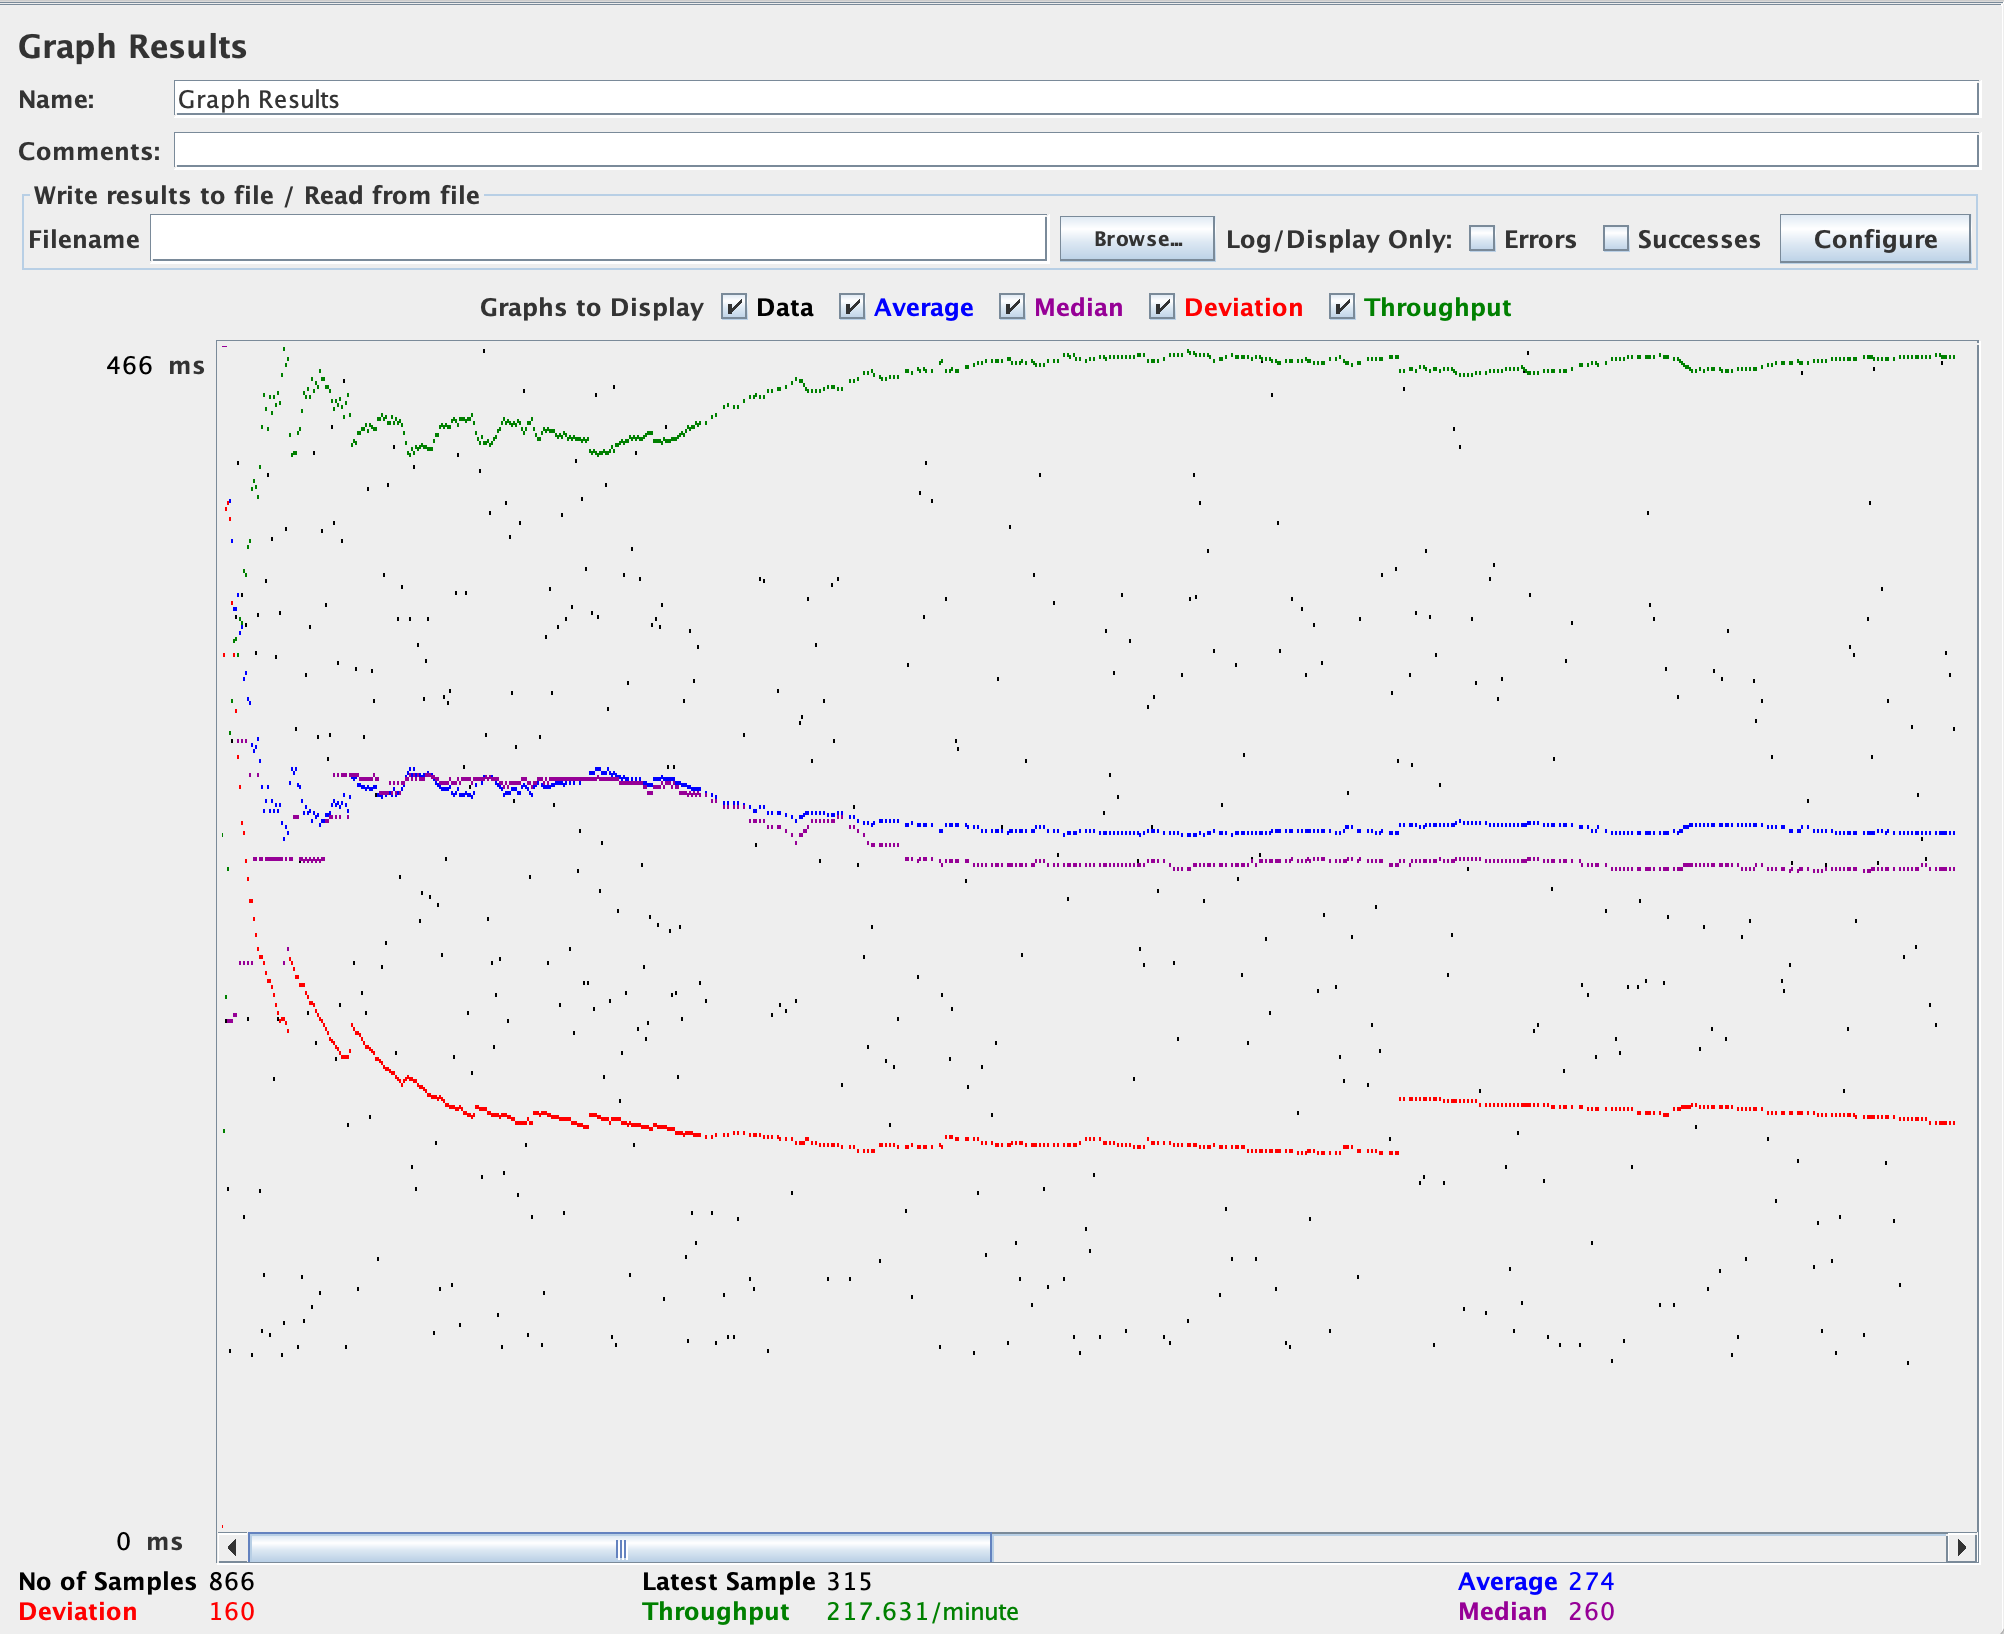 Graph Results
Name: Graph Results
Comments:
Write results to file / Read from file
Filename Browse... Log/Display Only: Errors Successes Configure
Graphs to Display Data Average Median Deviation Throughput
466 ms
0 ms
No of Samples 866 Latest Sample 315 Average 274
Deviation 160 Throughput 217.631/minute Median 260